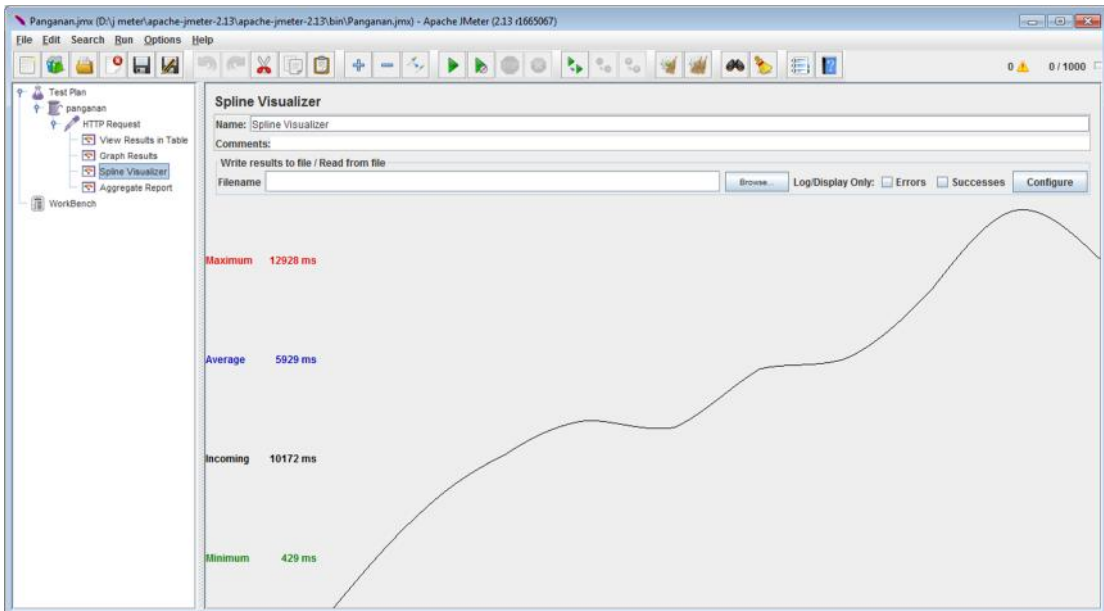 Panganan.jmx (D:\j meter\apache-jmeter-2.13\apache-jmeter-2.13\bin\Panganan.jmx) - Apache JMeter (2.13 r1665067)
File Edit Search Run Options Help
0 0 / 1000
Test Plan
panganan
HTTP Request
View Results in Table
Graph Results
Spline Visualizer
Aggregate Report
WorkBench
Spline Visualizer
Name: Spline Visualizer
Comments:
Write results to file / Read from file
Filename Browse... Log/Display Only: Errors Successes Configure
Maximum 12928 ms
Average 5929 ms
Incoming 10172 ms
Minimum 429 ms